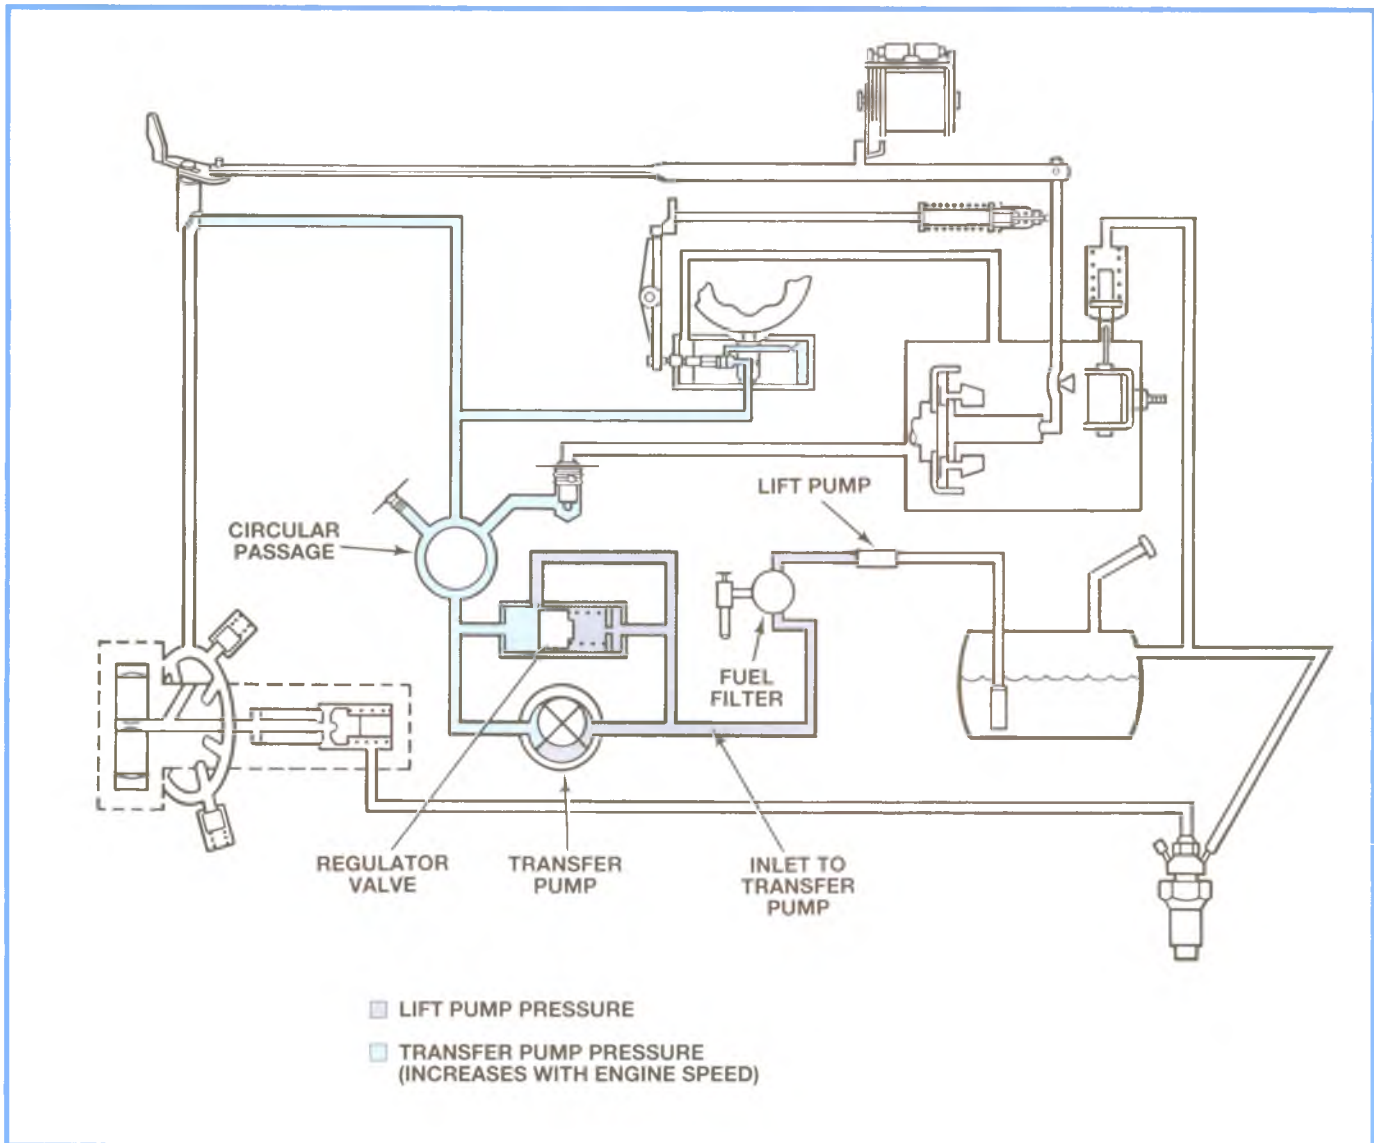 LIFT PUMP
CIRCULAR
PASSAGE
FUEL
FILTER
REGULATOR
VALVE
TRANSFER
PUMP
INLET TO
TRANSFER
PUMP
LIFT PUMP PRESSURE
TRANSFER PUMP PRESSURE
(INCREASES WITH ENGINE SPEED)